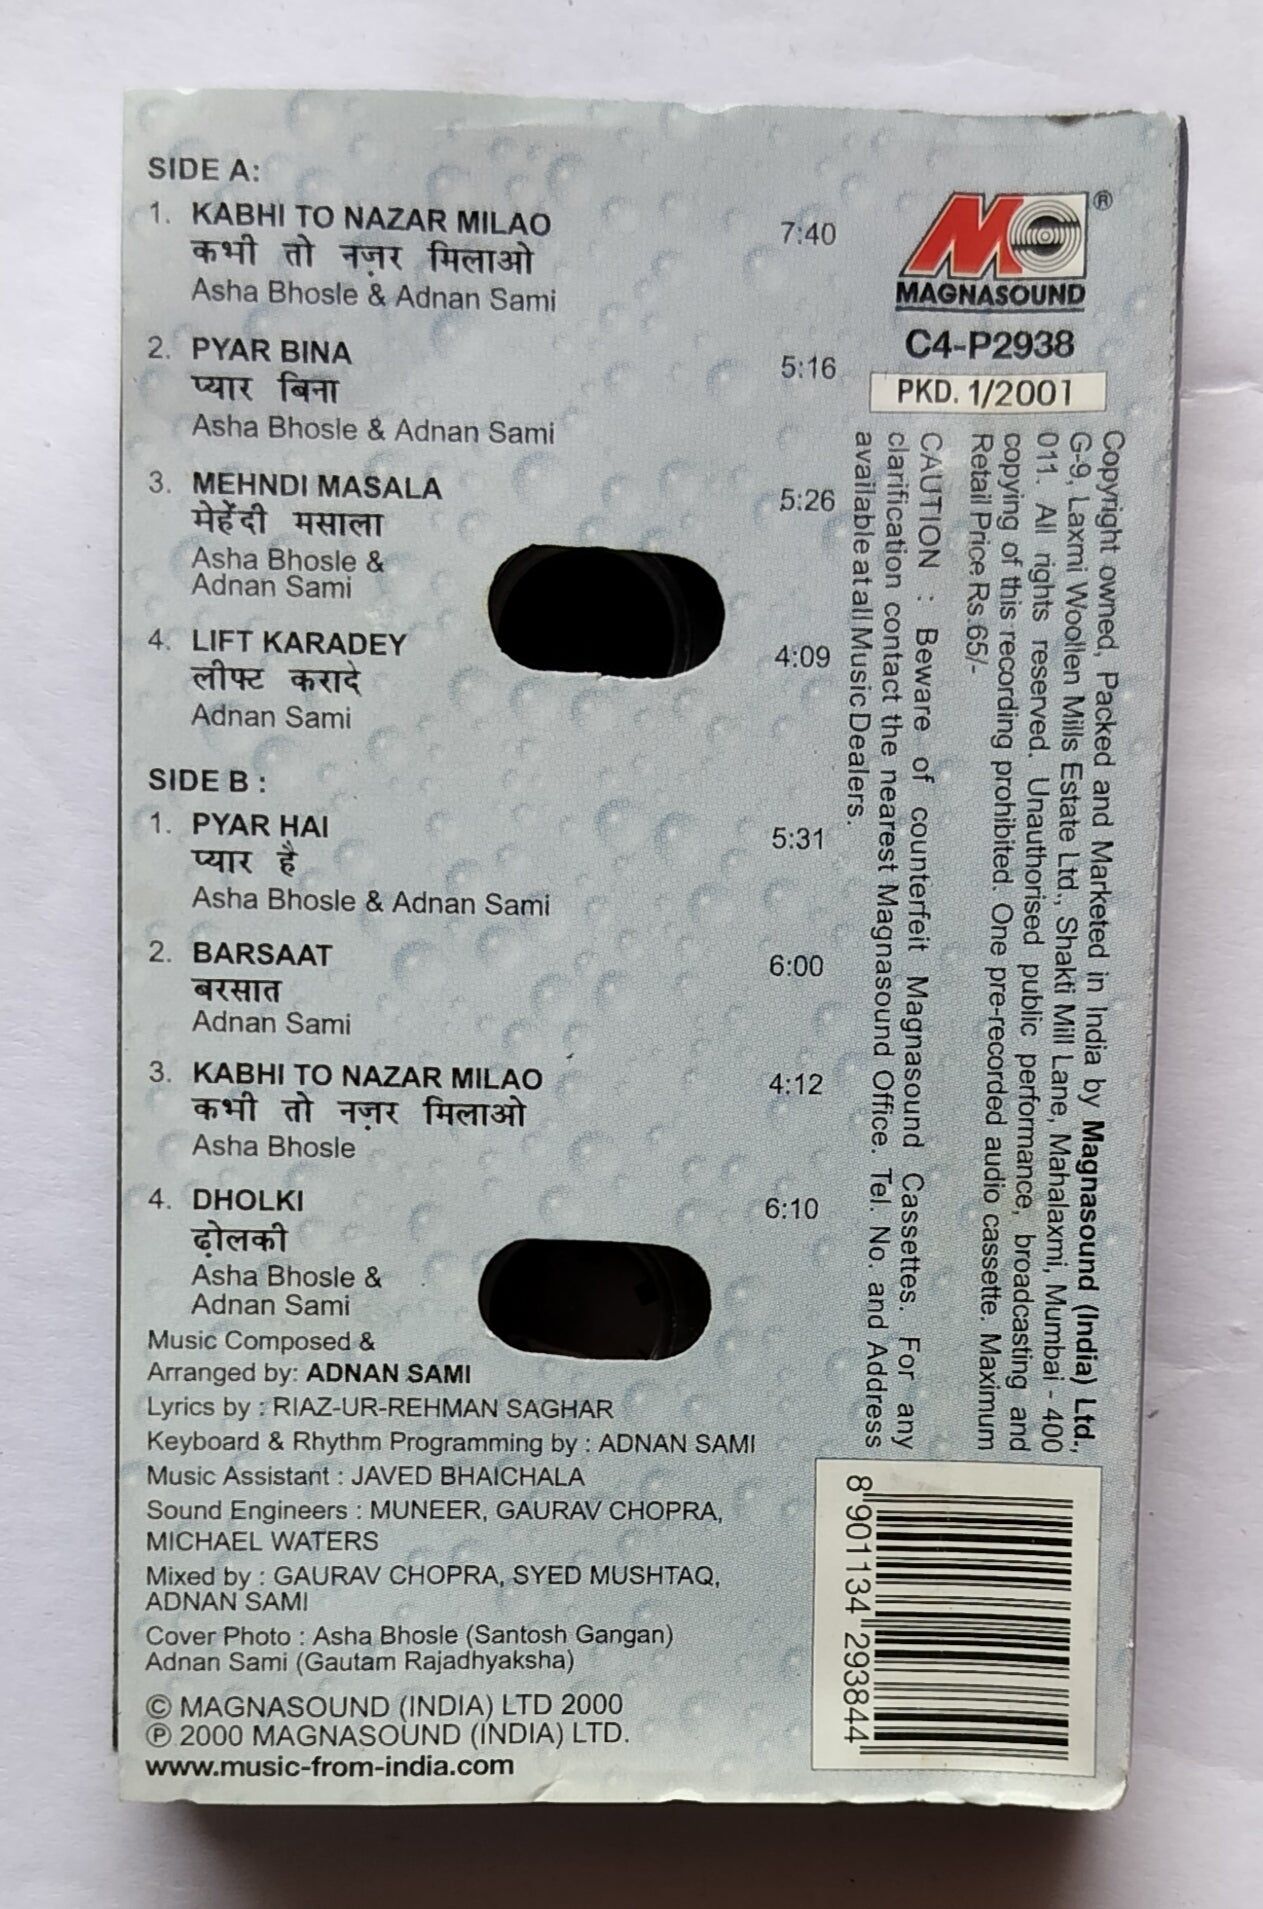 SIDE A:
1. KABHI TO NAZAR MILAO 7:40
कभी तो नज़र मिलाओ
Asha Bhosle & Adnan Sami
2. PYAR BINA 5:16
प्यार बिना
Asha Bhosle & Adnan Sami
3. MEHNDI MASALA 5:26
मेहेंदी मसाला
Asha Bhosle &
Adnan Sami
4. LIFT KARADEY 4:09
लीफ्ट करादे
Adnan Sami
SIDE B :
1. PYAR HAI 5:31
प्यार है
Asha Bhosle & Adnan Sami
2. BARSAAT 6:00
बरसात
Adnan Sami
3. KABHI TO NAZAR MILAO 4:12
कभी तो नज़र मिलाओ
Asha Bhosle
4. DHOLKI 6:10
ढ़ोलकी
Asha Bhosle &
Adnan Sami
Music Composed &
Arranged by: ADNAN SAMI
Lyrics by : RIAZ-UR-REHMAN SAGHAR
Keyboard & Rhythm Programming by : ADNAN SAMI
Music Assistant : JAVED BHAICHALA
Sound Engineers : MUNEER, GAURAV CHOPRA,
MICHAEL WATERS
Mixed by : GAURAV CHOPRA, SYED MUSHTAQ,
ADNAN SAMI
Cover Photo : Asha Bhosle (Santosh Gangan)
Adnan Sami (Gautam Rajadhyaksha)
© MAGNASOUND (INDIA) LTD 2000
℗ 2000 MAGNASOUND (INDIA) LTD.
www.music-from-india.com
MG ®
MAGNASOUND
C4-P2938
PKD. 1/2001
Copyright owned, Packed and Marketed in India by Magnasound (India) Ltd.,
G-9, Laxmi Woollen Mills Estate Ltd., Shakti Mill Lane, Mahalaxmi, Mumbai - 400
011. All rights reserved. Unauthorised public performance, broadcasting and
copying of this recording prohibited. One pre-recorded audio cassette. Maximum
Retail Price Rs.65/-
CAUTION : Beware of counterfeit Magnasound Cassettes. For any
clarification contact the nearest Magnasound Office. Tel. No. and Address
available at all Music Dealers.
8 901134 293844